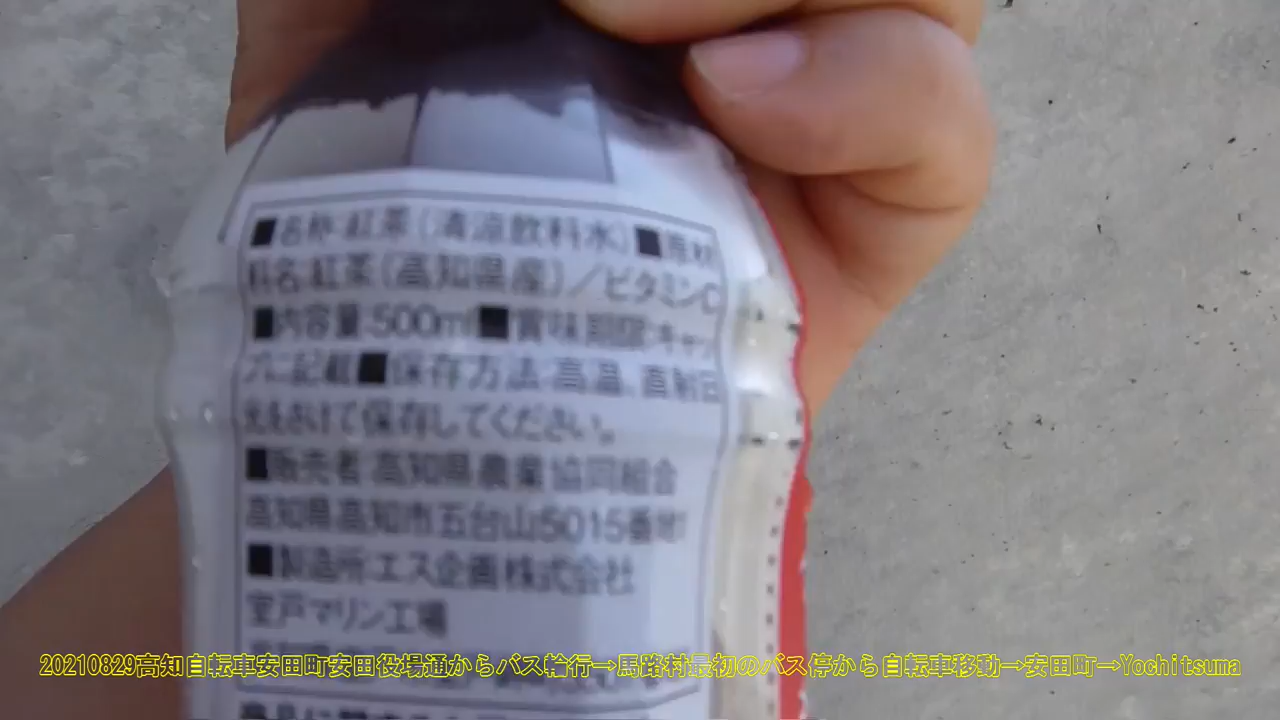 ■名称:紅茶(清涼飲料水)■原材
料名:紅茶(高知県産)/ビタミンC
■内容量:500ml■賞味期限:キャッ
プに記載■保存方法:高温、直射日
光をさけて保存してください。
■販売者:高知県農業協同組合
高知県高知市五台山5015番地1
■製造所:エス企画株式会社
室戸マリン工場
20210829高知自転車安田町安田役場通からバス輪行→馬路村最初のバス停から自転車移動→安田町→Yochitsuma